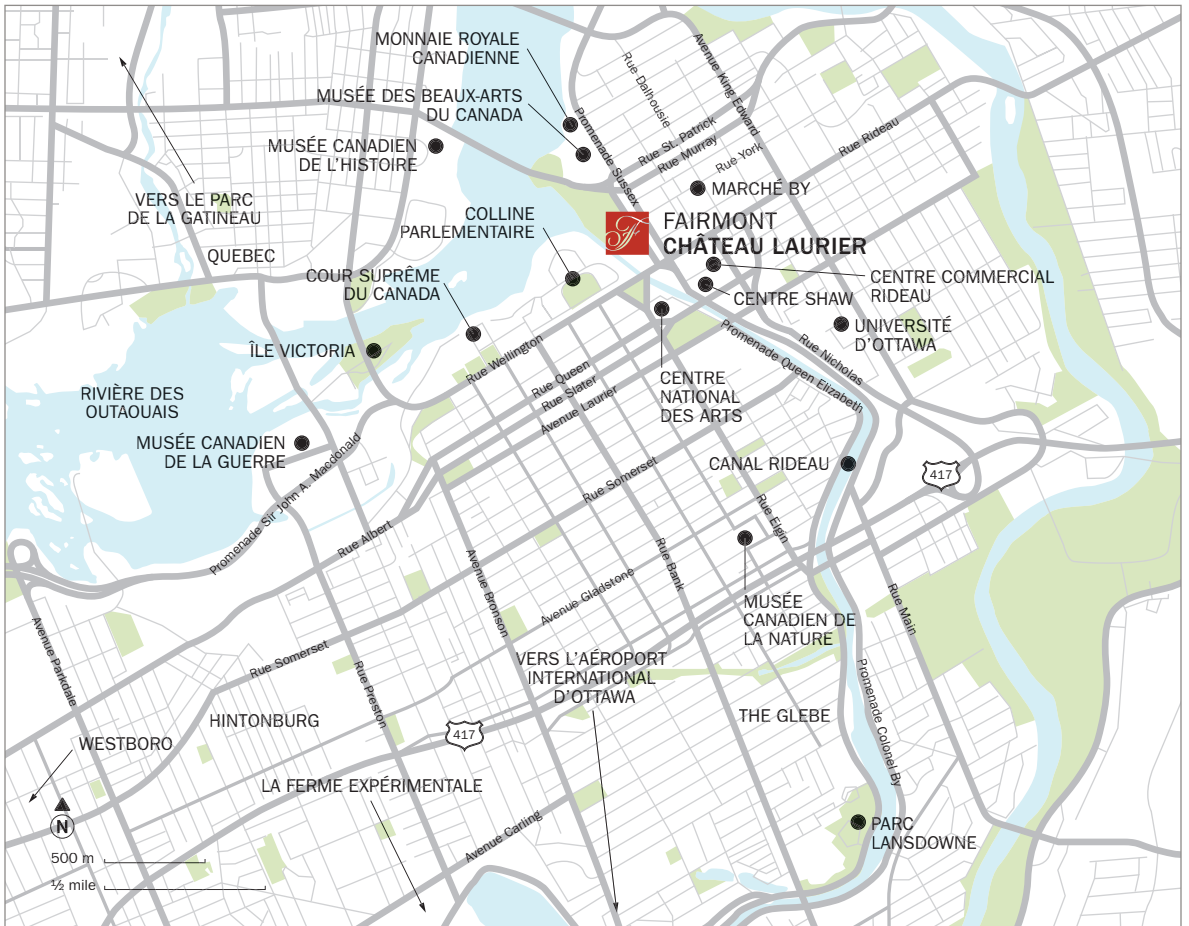 MONNAIE ROYALE
CANADIENNE
MUSÉE DES BEAUX-ARTS
DU CANADA
MUSÉE CANADIEN
DE L'HISTOIRE
Rue Dalhousie
Avenue King Edward
Promenade Sussex
Rue St. Patrick
Rue Murray
Rue York
Rue Rideau
MARCHÉ BY
VERS LE PARC
DE LA GATINEAU
QUEBEC
COLLINE
PARLEMENTAIRE
F
FAIRMONT
CHÂTEAU LAURIER
COUR SUPRÊME
DU CANADA
CENTRE COMMERCIAL
RIDEAU
CENTRE SHAW
UNIVERSITÉ
D'OTTAWA
ÎLE VICTORIA
Rue Wellington
Rue Queen
Rue Slater
Avenue Laurier
Rue Nicholas
Promenade Queen Elizabeth
CENTRE
NATIONAL
DES ARTS
RIVIÈRE DES
OUTAOUAIS
MUSÉE CANADIEN
DE LA GUERRE
Promenade Sir John A. Macdonald
Rue Albert
Rue Somerset
CANAL RIDEAU
417
Rue Elgin
Avenue Bronson
Rue Bank
Avenue Gladstone
MUSÉE
CANADIEN DE
LA NATURE
Rue Main
Avenue Parkdale
Rue Somerset
Rue Preston
VERS L'AÉROPORT
INTERNATIONAL
D'OTTAWA
Promenade Colonel By
HINTONBURG
THE GLEBE
417
WESTBORO
LA FERME EXPÉRIMENTALE
Avenue Carling
PARC
LANSDOWNE
N
500 m
½ mile